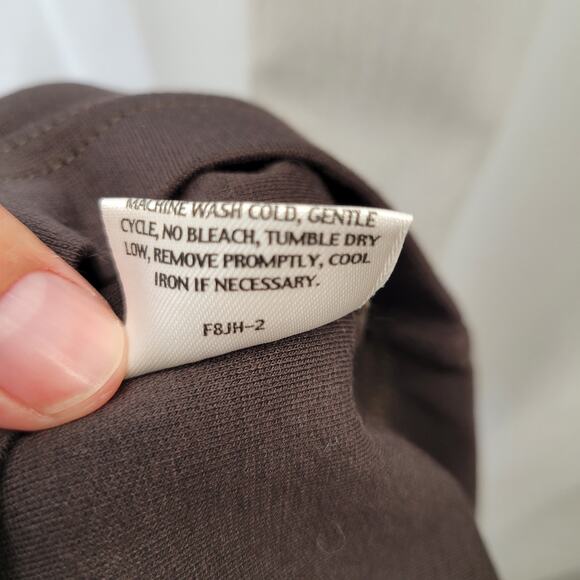 MACHINE WASH COLD, GENTLE
CYCLE, NO BLEACH, TUMBLE DRY
LOW, REMOVE PROMPTLY, COOL
IRON IF NECESSARY.
F8JH-2